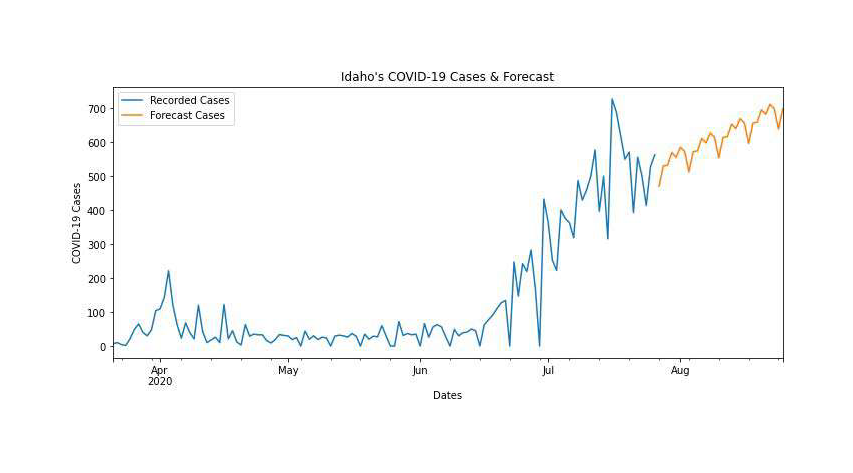 Idaho's COVID-19 Cases & Forecast
Recorded Cases
Forecast Cases
COVID-19 Cases
700
600
500
400
300
200
100
0
Apr
2020
May
Jun
Jul
Aug
Dates